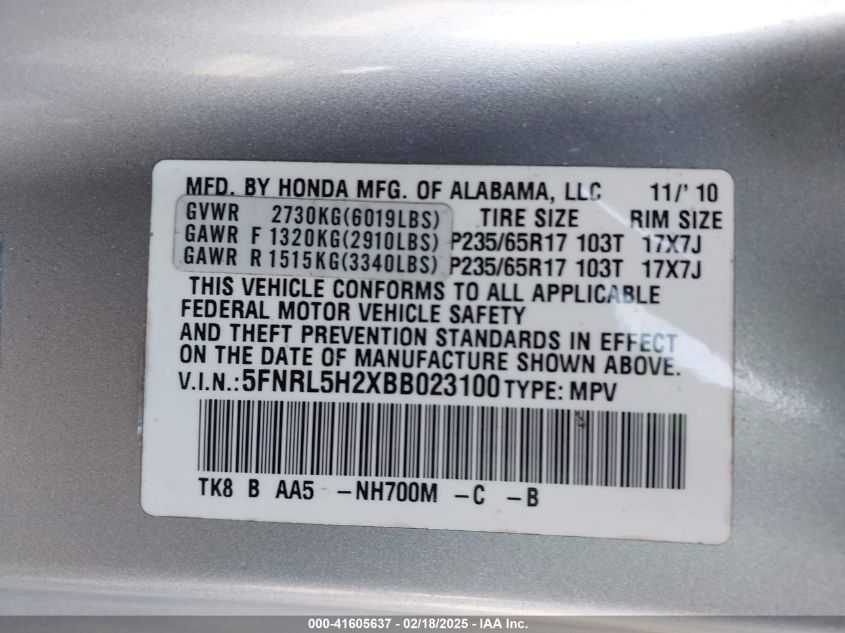 MFD. BY HONDA MFG. OF ALABAMA, LLC 11/' 10
GVWR 2730KG(6019LBS) TIRE SIZE RIM SIZE
GAWR F 1320KG(2910LBS) P235/65R17 103T 17X7J
GAWR R 1515KG(3340LBS) P235/65R17 103T 17X7J
THIS VEHICLE CONFORMS TO ALL APPLICABLE
FEDERAL MOTOR VEHICLE SAFETY
AND THEFT PREVENTION STANDARDS IN EFFECT
ON THE DATE OF MANUFACTURE SHOWN ABOVE.
V.I.N.: 5FNRL5H2XBB023100 TYPE: MPV
TK8 B AA5 -NH700M -C -B
000-41605637 - 02/18/2025 - IAA Inc.